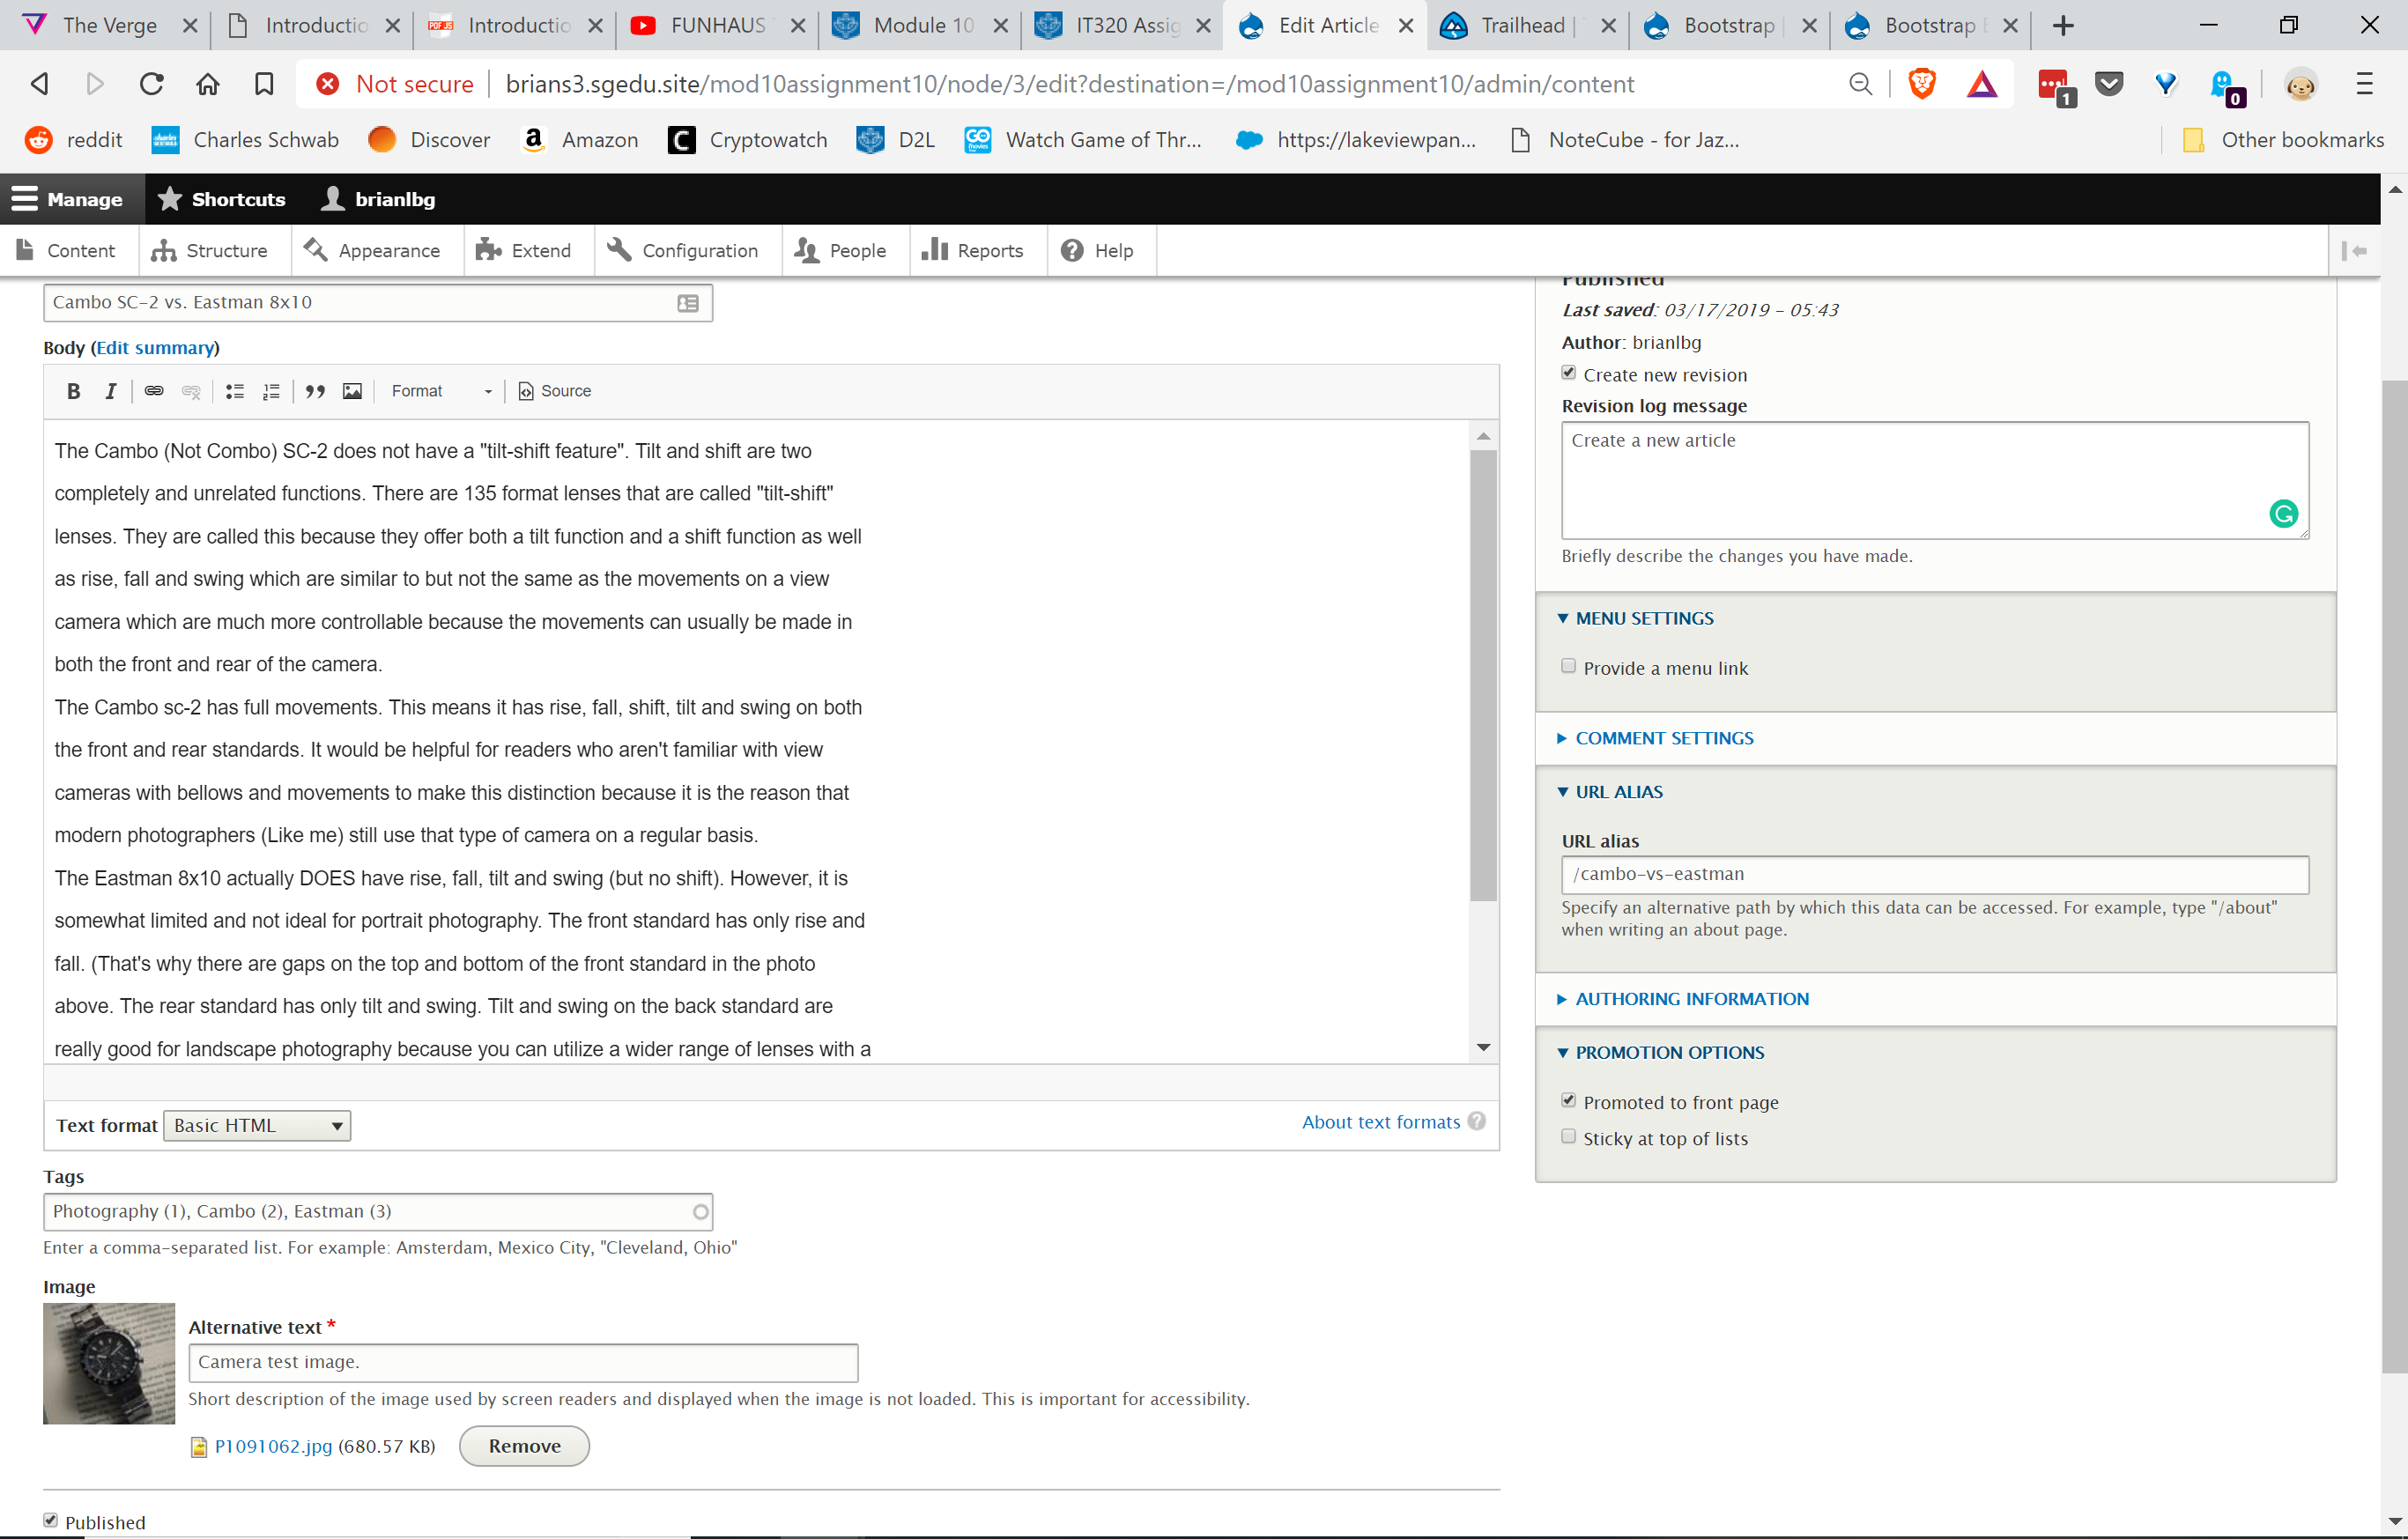 The Verge
Introductio
Introductio
FUNHAUS
Module 10
IT320 Assig
Edit Article
Trailhead |
Bootstrap |
Bootstrap
Not secure
brians3.sgedu.site/mod10assignment10/node/3/edit?destination=/mod10assignment10/admin/content
1
0
reddit
Charles Schwab
Discover
Amazon
Cryptowatch
D2L
Watch Game of Thr...
https://lakeviewpan...
NoteCube - for Jaz...
Other bookmarks
Manage
Shortcuts
brianlbg
Content
Structure
Appearance
Extend
Configuration
People
Reports
Help
Cambo SC-2 vs. Eastman 8x10
Body (Edit summary)
B I
Format
Source
The Cambo (Not Combo) SC-2 does not have a "tilt-shift feature". Tilt and shift are two
completely and unrelated functions. There are 135 format lenses that are called "tilt-shift"
lenses. They are called this because they offer both a tilt function and a shift function as well
as rise, fall and swing which are similar to but not the same as the movements on a view
camera which are much more controllable because the movements can usually be made in
both the front and rear of the camera.
The Cambo sc-2 has full movements. This means it has rise, fall, shift, tilt and swing on both
the front and rear standards. It would be helpful for readers who aren't familiar with view
cameras with bellows and movements to make this distinction because it is the reason that
modern photographers (Like me) still use that type of camera on a regular basis.
The Eastman 8x10 actually DOES have rise, fall, tilt and swing (but no shift). However, it is
somewhat limited and not ideal for portrait photography. The front standard has only rise and
fall. (That's why there are gaps on the top and bottom of the front standard in the photo
above. The rear standard has only tilt and swing. Tilt and swing on the back standard are
really good for landscape photography because you can utilize a wider range of lenses with a
Text format
Basic HTML
About text formats
Tags
Photography (1), Cambo (2), Eastman (3)
Enter a comma-separated list. For example: Amsterdam, Mexico City, "Cleveland, Ohio"
Image
Alternative text *
Camera test image.
Short description of the image used by screen readers and displayed when the image is not loaded. This is important for accessibility.
P1091062.jpg (680.57 KB)
Remove
Published
Published
Last saved: 03/17/2019 - 05:43
Author: brianlbg
Create new revision
Revision log message
Create a new article
Briefly describe the changes you have made.
MENU SETTINGS
Provide a menu link
COMMENT SETTINGS
URL ALIAS
URL alias
/cambo-vs-eastman
Specify an alternative path by which this data can be accessed. For example, type "/about"
when writing an about page.
AUTHORING INFORMATION
PROMOTION OPTIONS
Promoted to front page
Sticky at top of lists